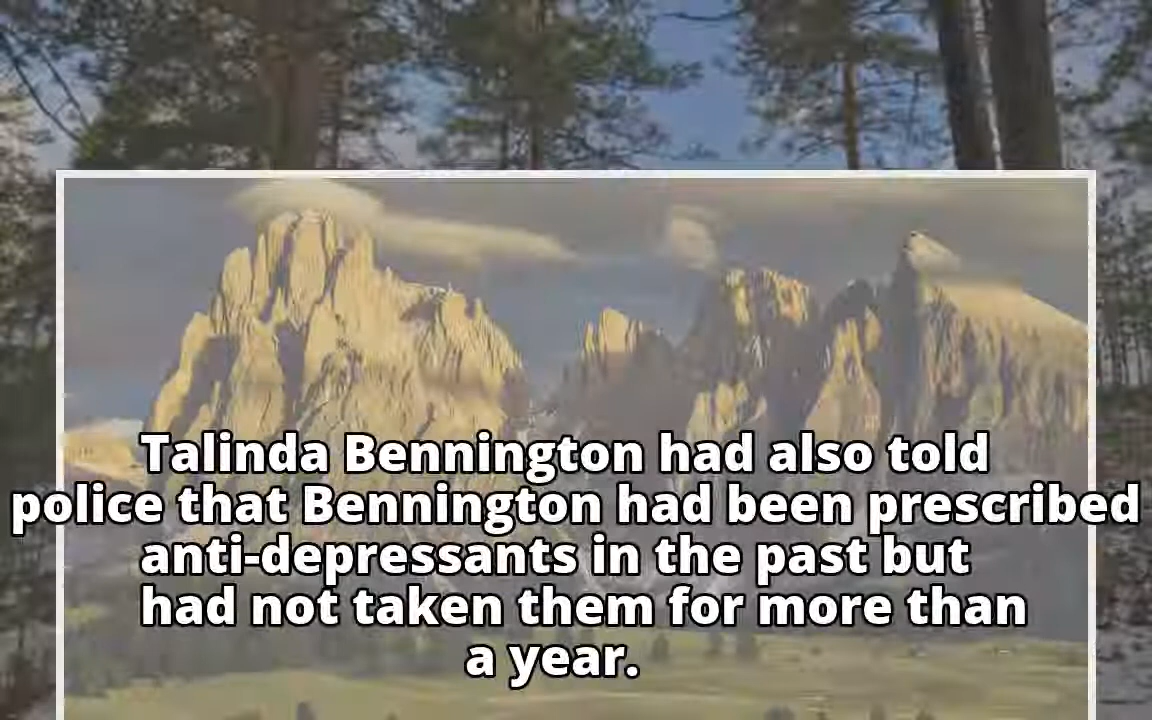 Talinda Bennington had also told
police that Bennington had been prescribed
anti-depressants in the past but
had not taken them for more than
a year.